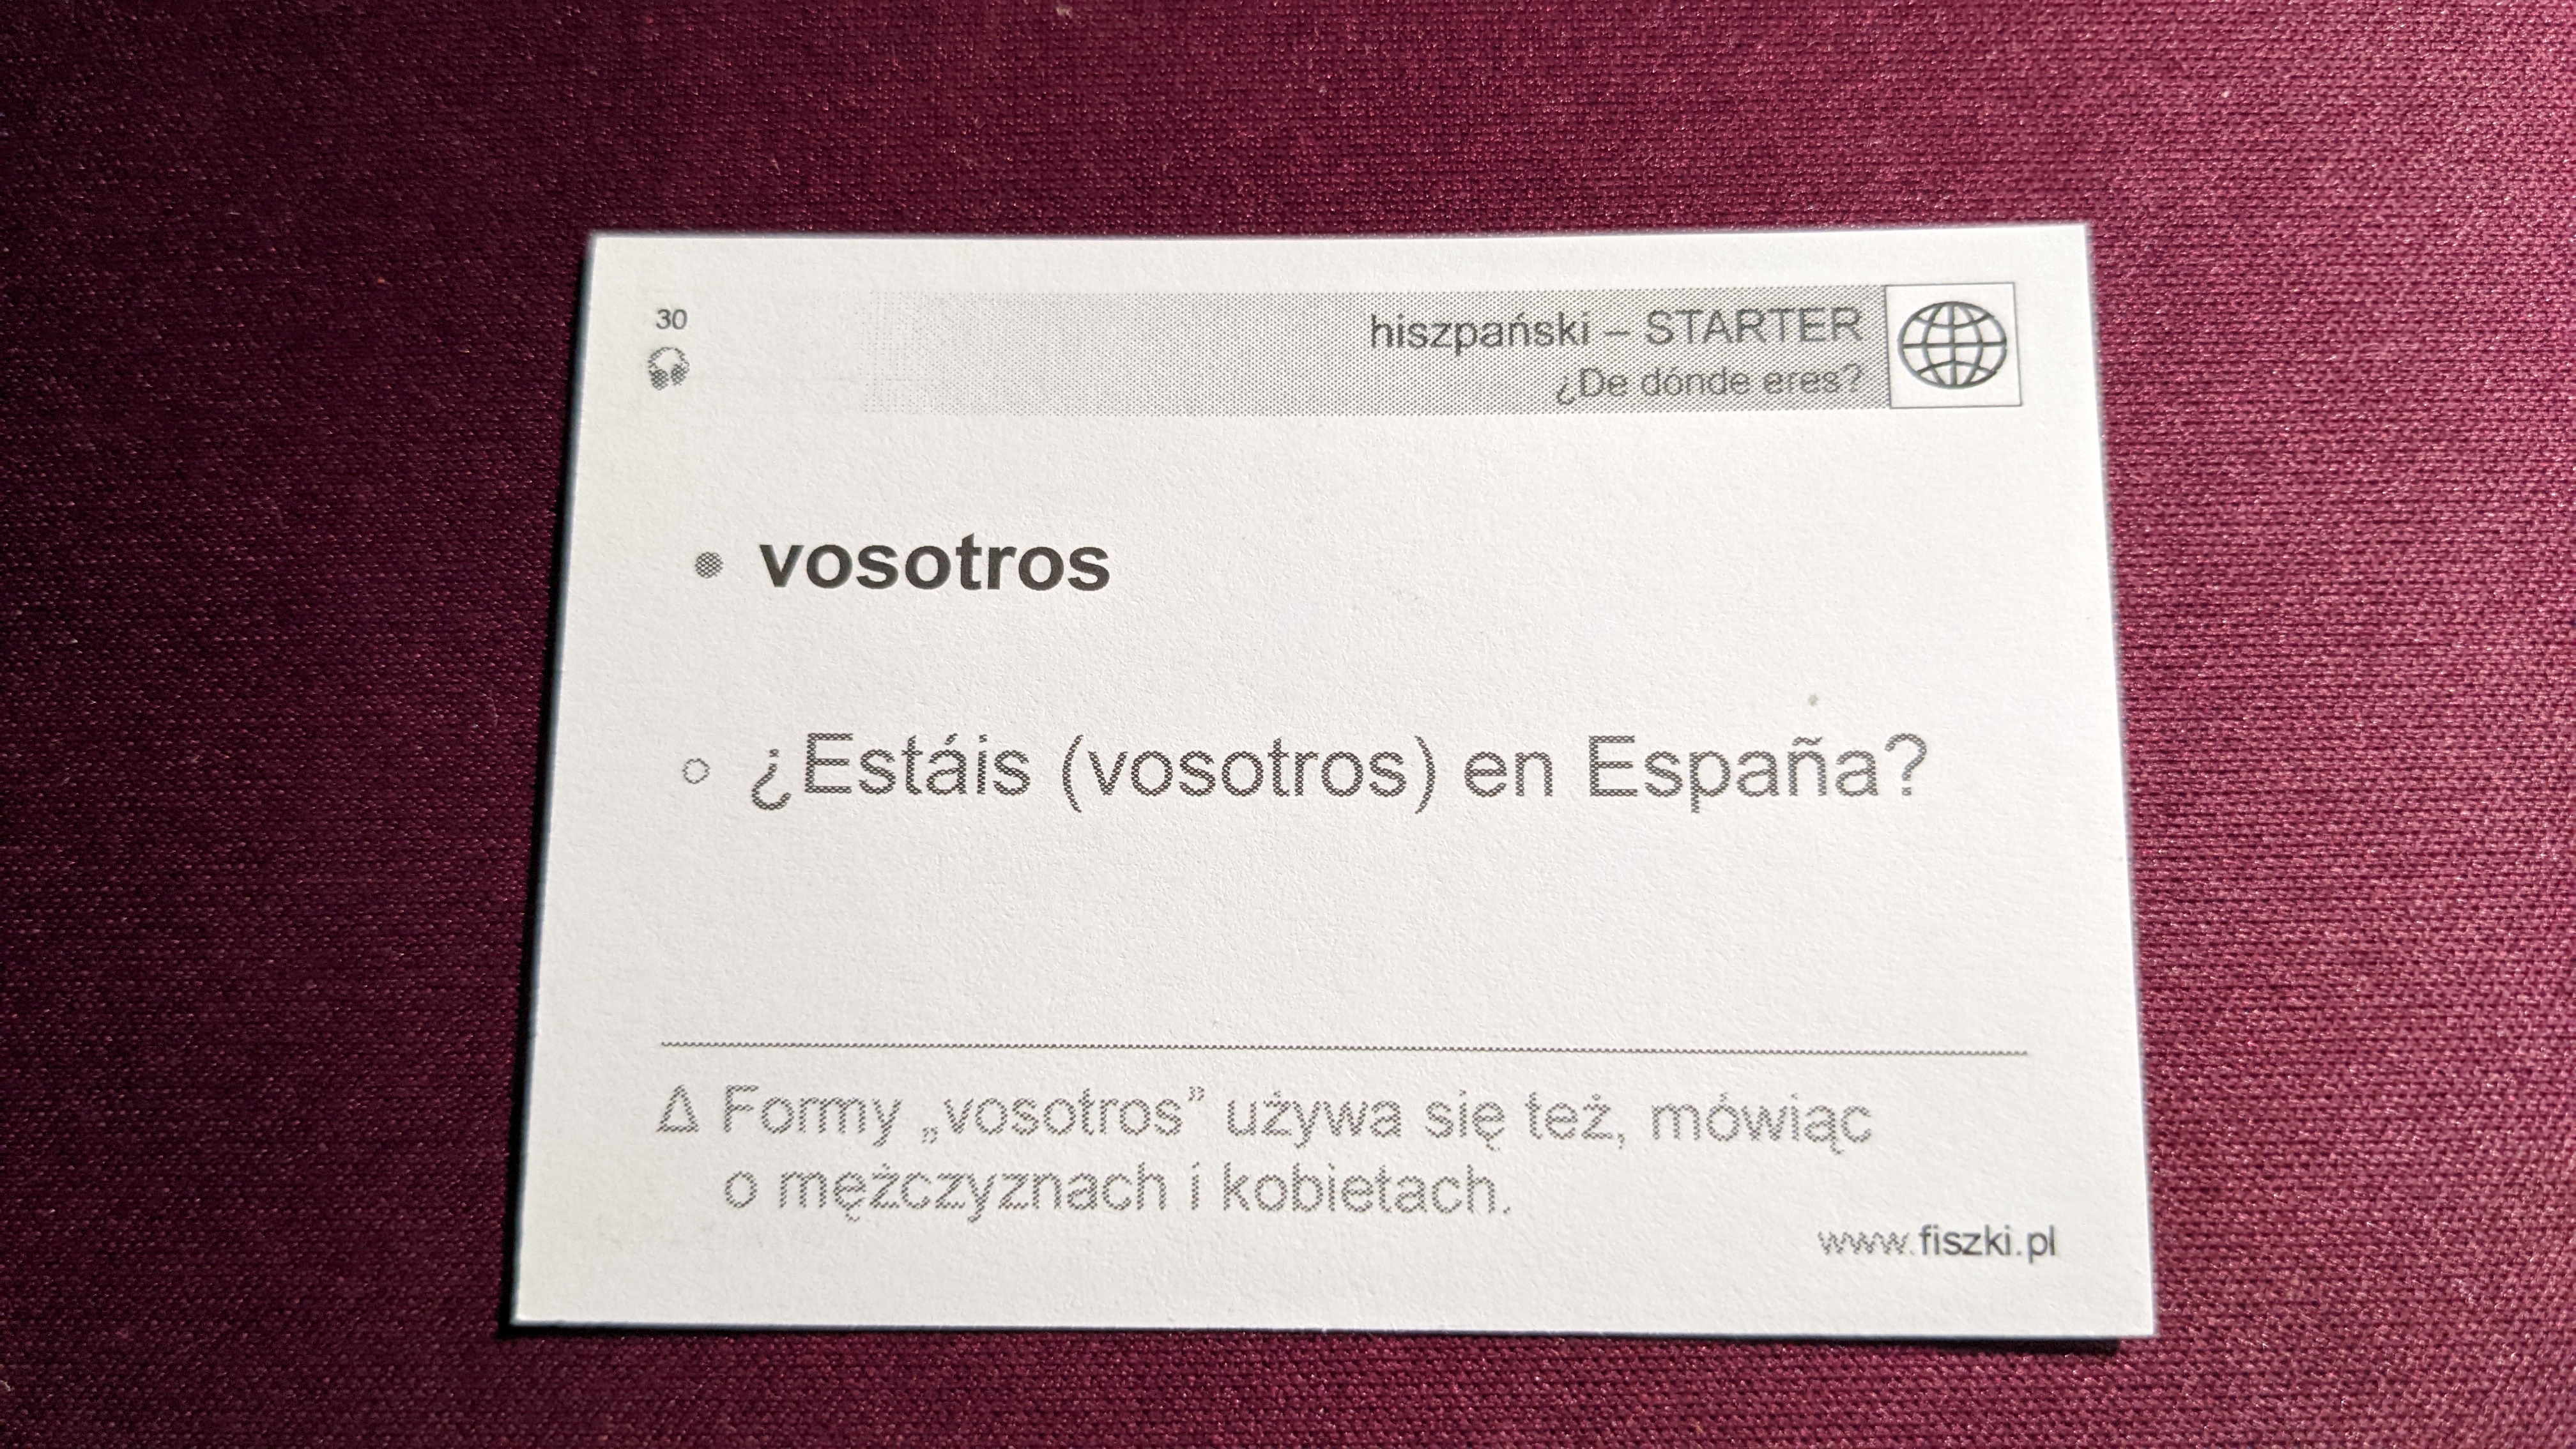 30
hiszpański – STARTER
¿De dónde eres?
vosotros
¿Estáis (vosotros) en España?
Δ Formy „vosotros” używa się też, mówiąc
o mężczyznach i kobietach.
www.fiszki.pl